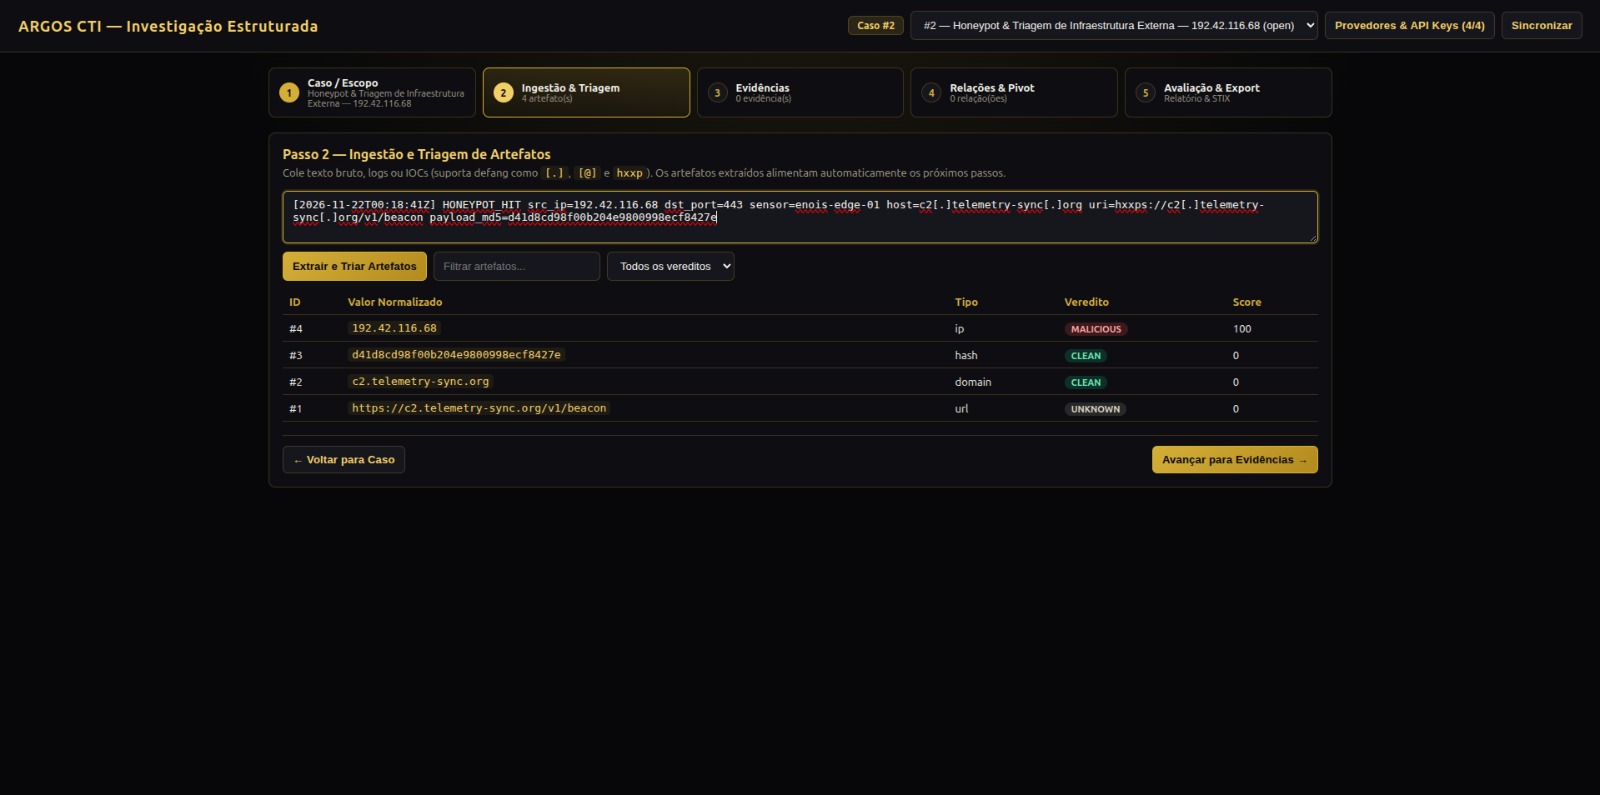 ARGOS CTI — Investigação Estruturada
Caso #2
#2 — Honeypot & Triagem de Infraestrutura Externa — 192.42.116.68 (open)
Provedores & API Keys (4/4)
Sincronizar
1
Caso / Escopo
Honeypot & Triagem de Infraestrutura
Externa — 192.42.116.68
2
Ingestão & Triagem
4 artefato(s)
3
Evidências
0 evidência(s)
4
Relações & Pivot
0 relação(ões)
5
Avaliação & Export
Relatório & STIX
Passo 2 — Ingestão e Triagem de Artefatos
Cole texto bruto, logs ou IOCs (suporta defang como [.], [@] e hxxp). Os artefatos extraídos alimentam automaticamente os próximos passos.
[2026-11-22T00:18:41Z] HONEYPOT_HIT src_ip=192.42.116.68 dst_port=443 sensor=enois-edge-01 host=c2[.]telemetry-sync[.]org uri=hxxps://c2[.]telemetry-
sync[.]org/v1/beacon payload_md5=d41d8cd98f00b204e9800998ecf8427e
Extrair e Triar Artefatos
Filtrar artefatos...
Todos os vereditos
ID Valor Normalizado Tipo Veredito Score
#4 192.42.116.68 ip MALICIOUS 100
#3 d41d8cd98f00b204e9800998ecf8427e hash CLEAN 0
#2 c2.telemetry-sync.org domain CLEAN 0
#1 https://c2.telemetry-sync.org/v1/beacon url UNKNOWN 0
← Voltar para Caso
Avançar para Evidências →